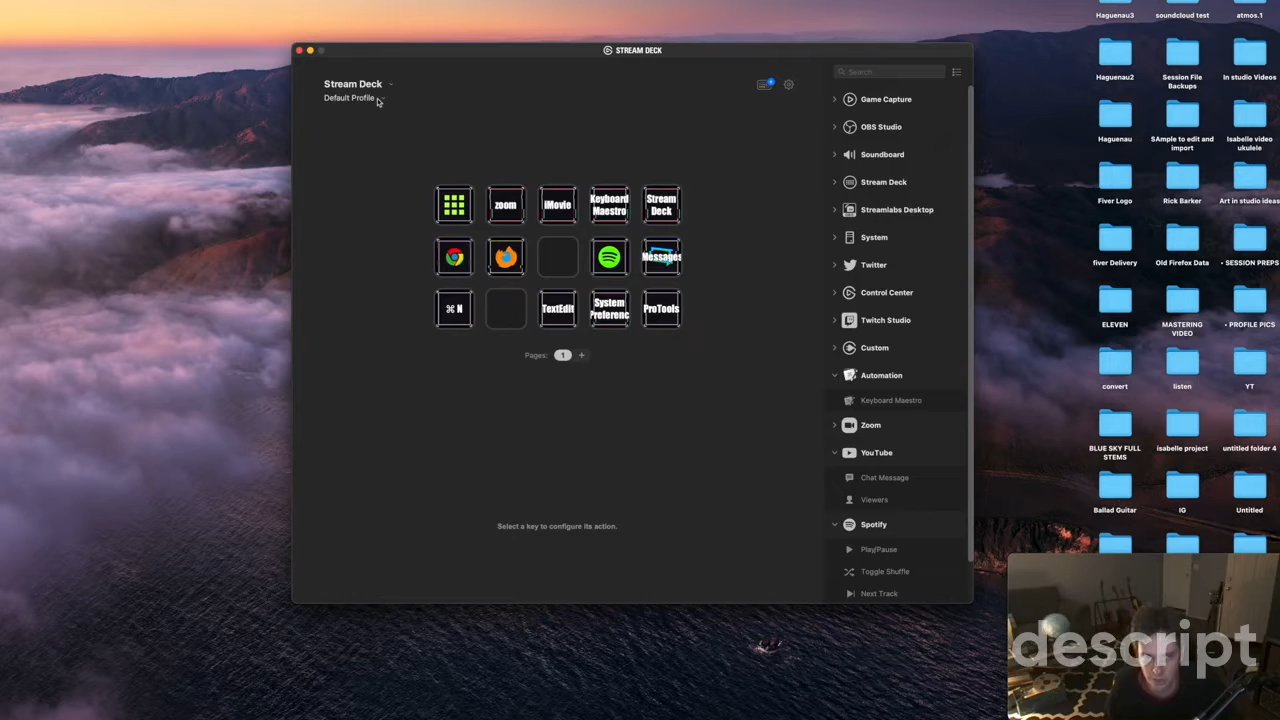 Haguenau3
soundcloud test
atmos.1
STREAM DECK
Stream Deck
Default Profile
Search
Game Capture
OBS Studio
Soundboard
Stream Deck
Streamlabs Desktop
System
Twitter
Control Center
Twitch Studio
Custom
Automation
Keyboard Maestro
Zoom
YouTube
Chat Message
Viewers
Spotify
Play/Pause
Toggle Shuffle
Next Track
zoom
iMovie
Keyboard
Maestro
Stream
Deck
Messages
⌘ N
TextEdit
System
Preferenc
ProTools
Pages:
1
+
Select a key to configure its action.
Haguenau2
Session File
Backups
In studio Videos
Haguenau
SAmple to edit and
import
Isabelle video
ukulele
Fiver Logo
Rick Barker
Art in studio ideas
fiver Delivery
Old Firefox Data
• SESSION PREPS
ELEVEN
MASTERING
VIDEO
• PROFILE PICS
convert
listen
YT
BLUE SKY FULL
STEMS
isabelle project
untitled folder 4
Ballad Guitar
IG
Untitled
descript